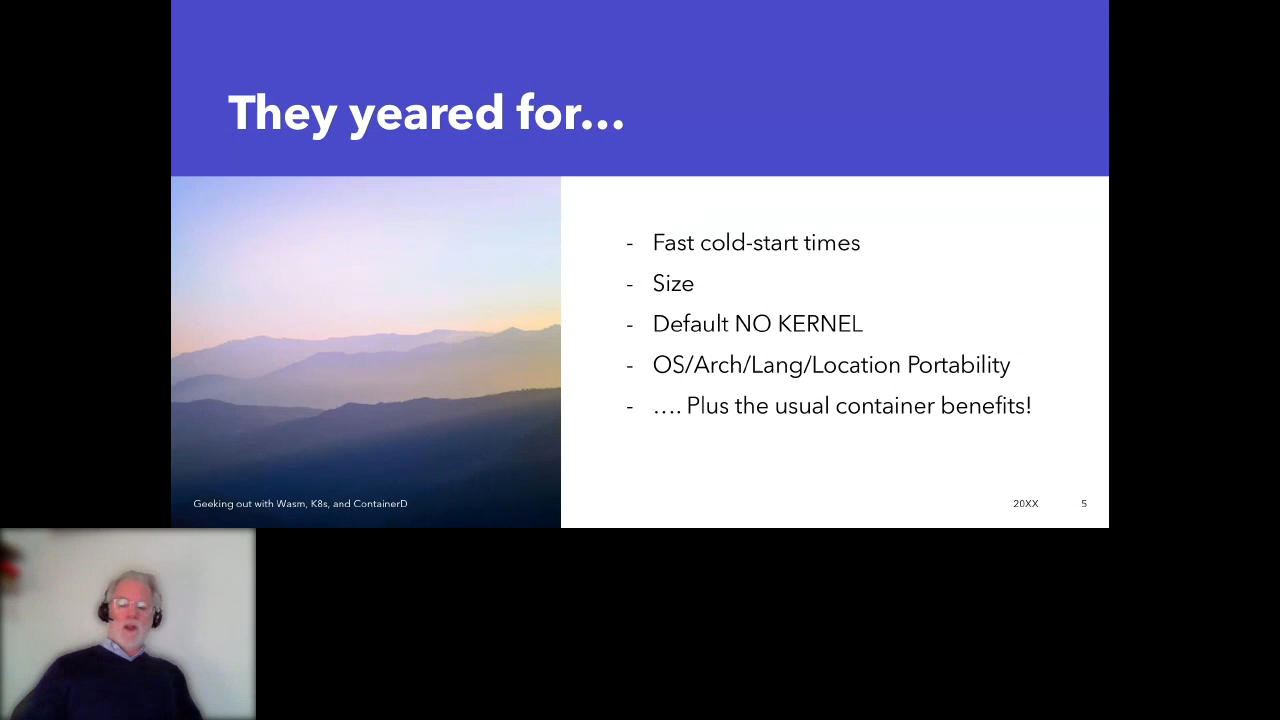 They yeared for...
- Fast cold-start times
- Size
- Default NO KERNEL
- OS/Arch/Lang/Location Portability
- .... Plus the usual container benefits!
Geeking out with Wasm, K8s, and ContainerD
20XX
5